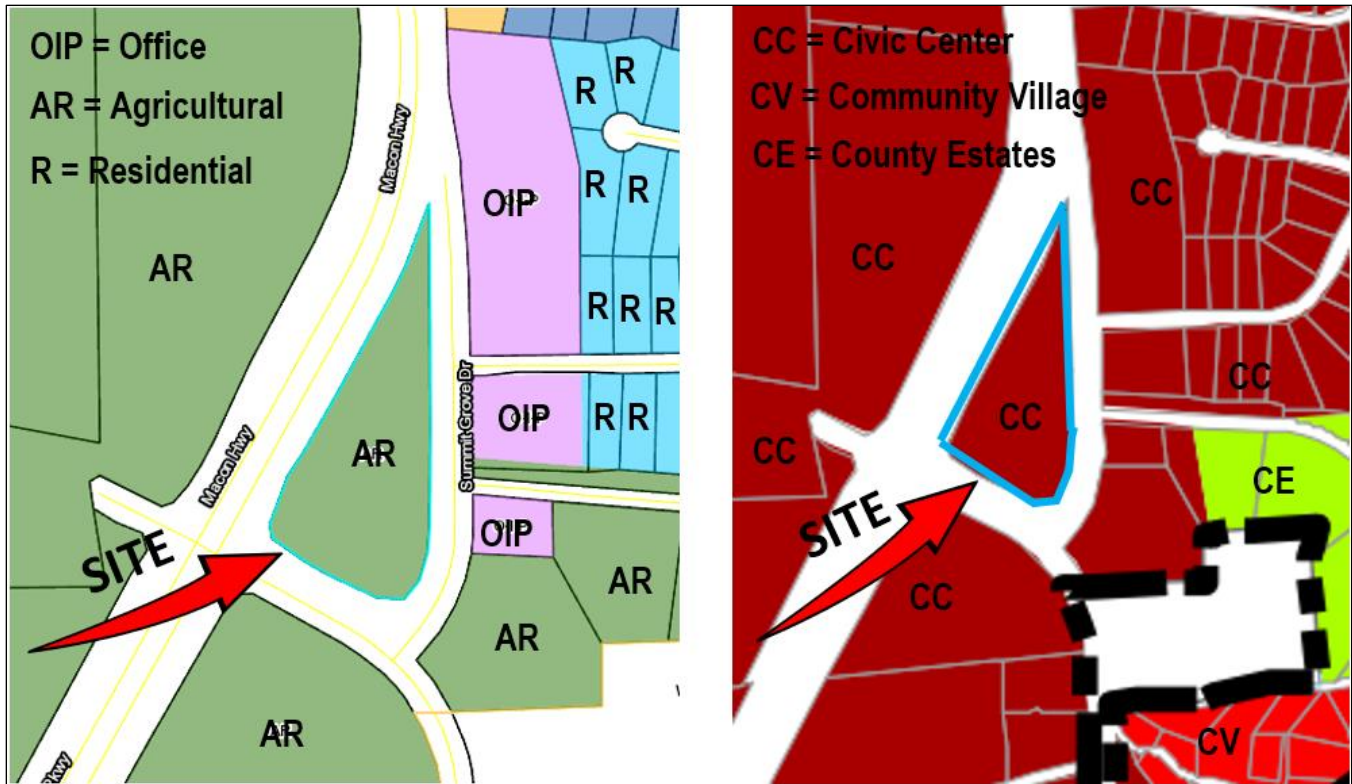 OIP = Office
AR = Agricultural
R = Residential
Macon Hwy
AR
OIP
R
R
R
R
R
R
R
Macon Hwy
AR
Summit Grove Dr
OIP
R
R
OIP
SITE
AR
AR
AR
Pkwy
CC = Civic Center
CV = Community Village
CE = County Estates
CC
CC
CC
CC
CC
CE
SITE
CC
CV